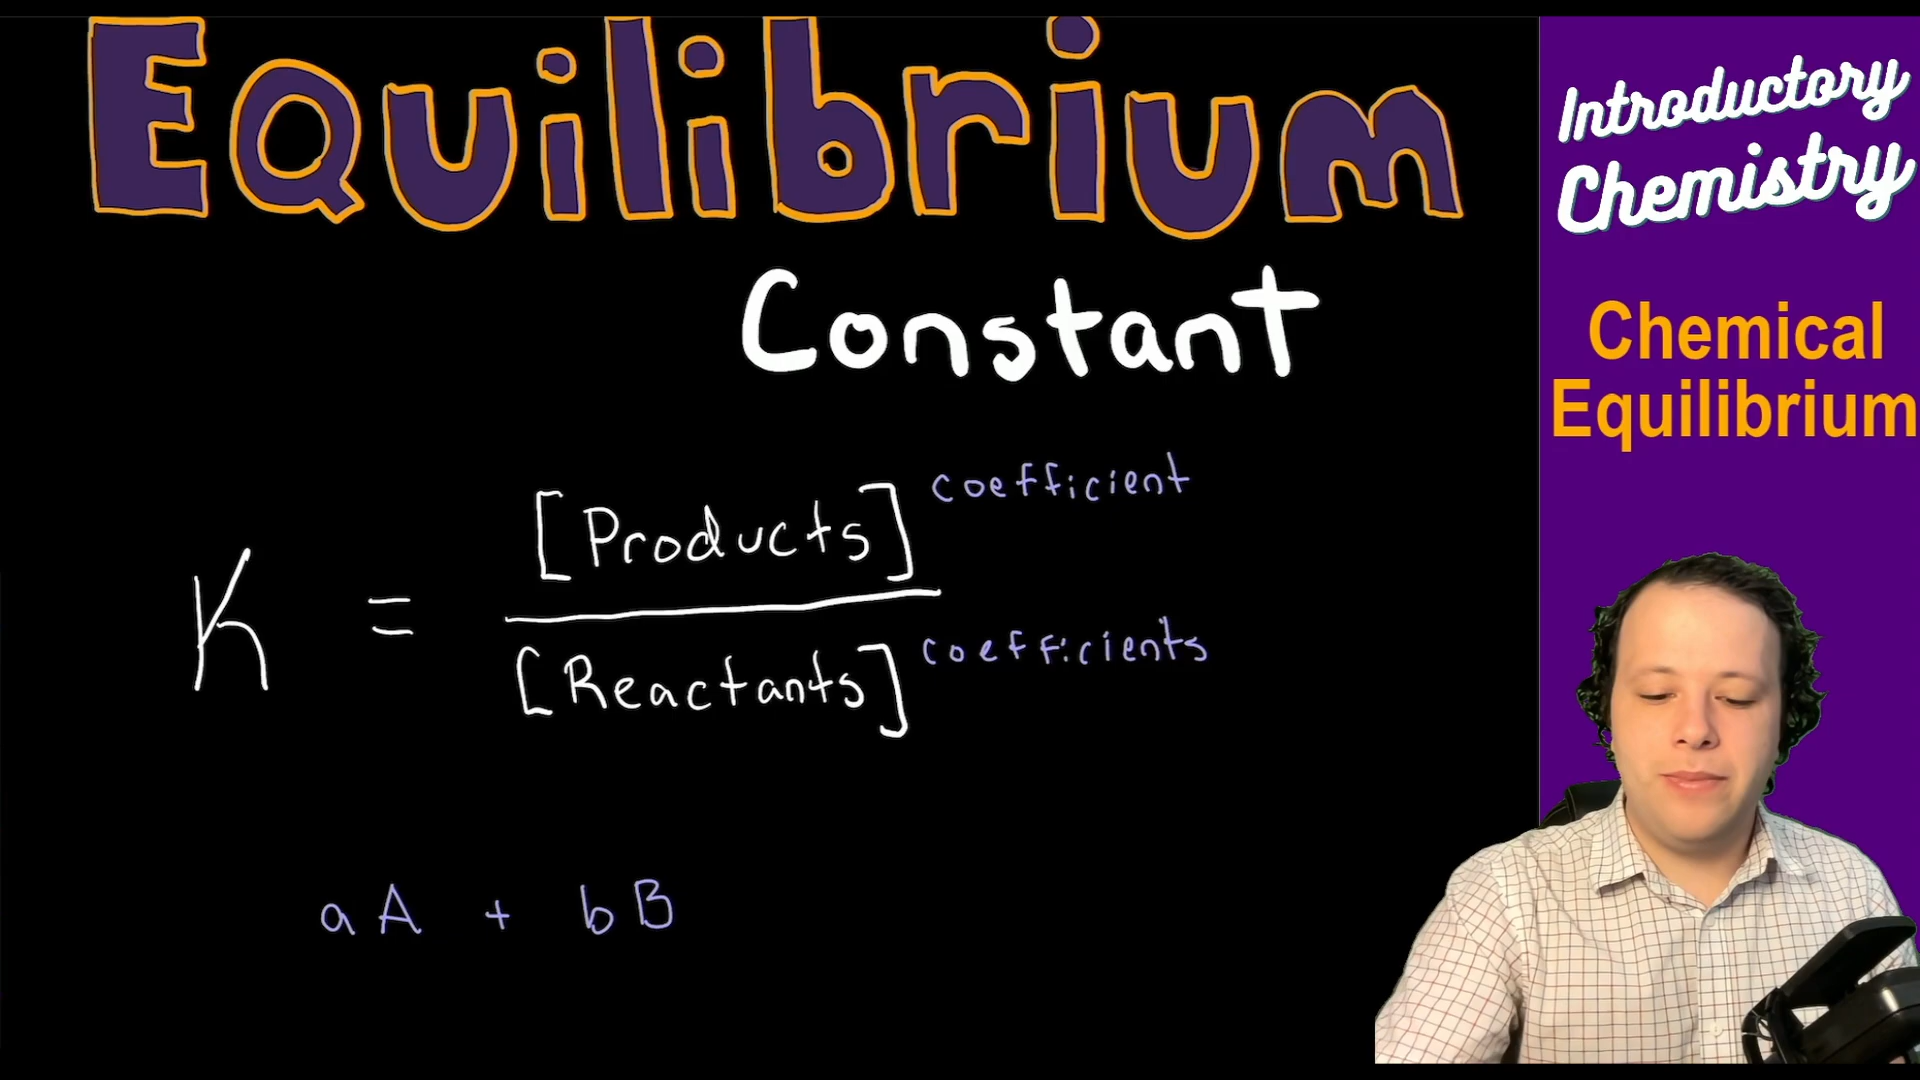 Equilibrium
Constant
K = [Products] coefficient
[Reactants] coefficients
aA + bB
Introductory
Chemistry
Chemical
Equilibrium